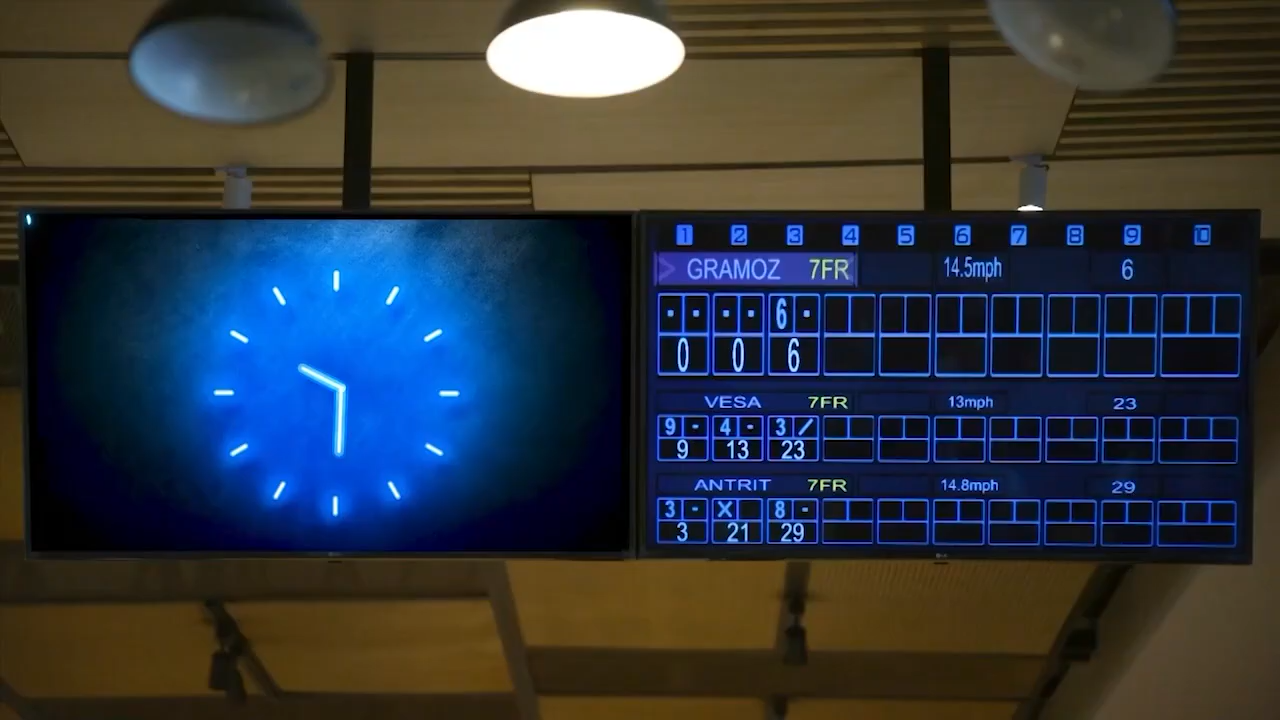 1 2 3 4 5 6 7 8 9 10
> GRAMOZ 7FR 14.5mph 6
· · · · 6 ·
0 0 6
VESA 7FR 13mph 23
9 - 4 - 3 /
9 13 23
ANTRIT 7FR 14.8mph 29
3 - X 8 -
3 21 29
LG